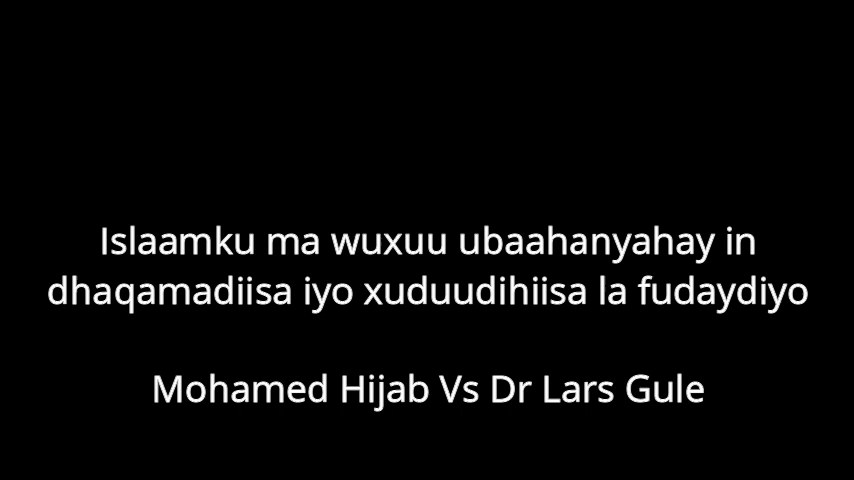 Islaamku ma wuxuu ubaahanyahay in
dhaqamadiisa iyo xuduudihiisa la fudaydiyo
Mohamed Hijab Vs Dr Lars Gule